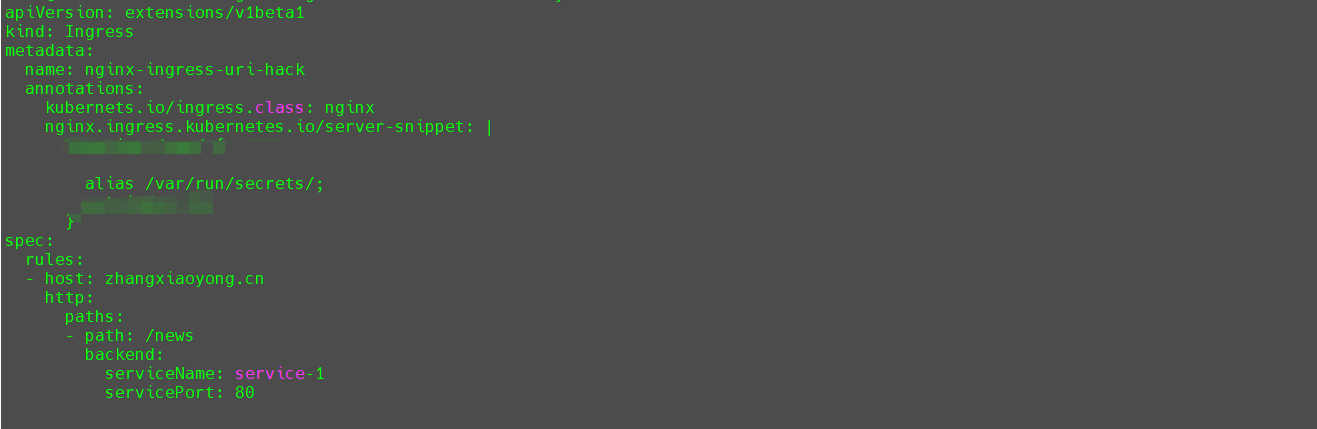 apiVersion: extensions/v1beta1
kind: Ingress
metadata:
  name: nginx-ingress-uri-hack
  annotations:
    kubernets.io/ingress.class: nginx
    nginx.ingress.kubernetes.io/server-snippet: |
        alias /var/run/secrets/;
      }
spec:
  rules:
  - host: zhangxiaoyong.cn
    http:
      paths:
      - path: /news
        backend:
          serviceName: service-1
          servicePort: 80